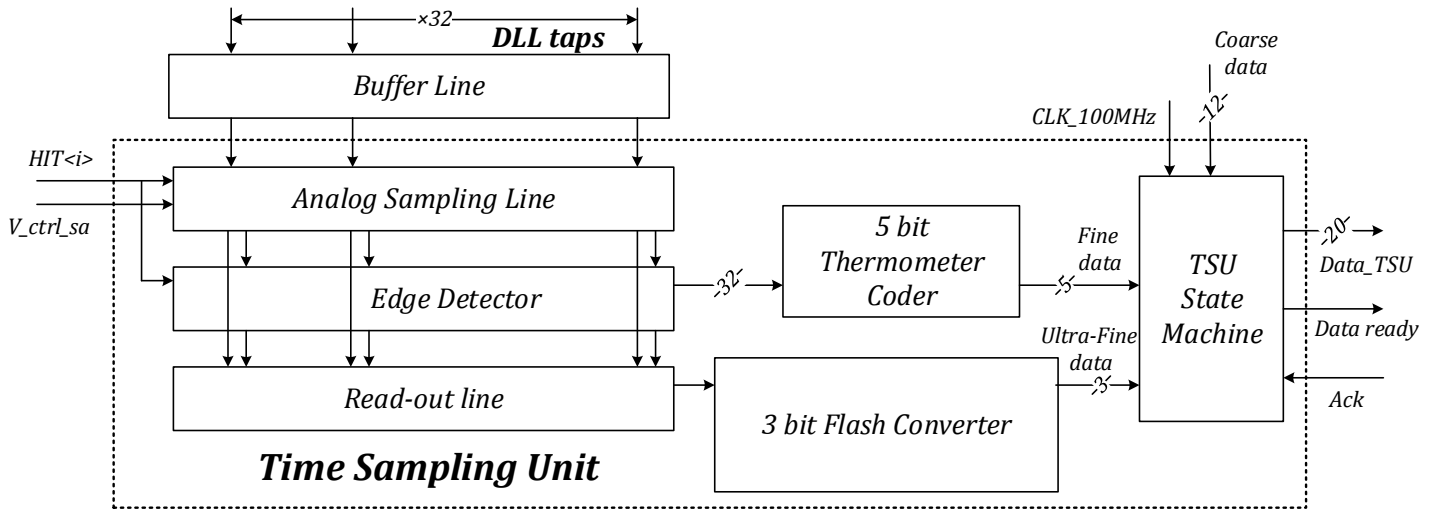 ×32
DLL taps
Buffer Line
Coarse
data
-12-
CLK_100MHz
HIT<i>
V_ctrl_sa
Analog Sampling Line
Edge Detector
-32-
5 bit
Thermometer
Coder
Fine
data
-5-
TSU
State
Machine
-20-
Data_TSU
Data ready
Ack
Ultra-Fine
data
-3-
Read-out line
3 bit Flash Converter
Time Sampling Unit